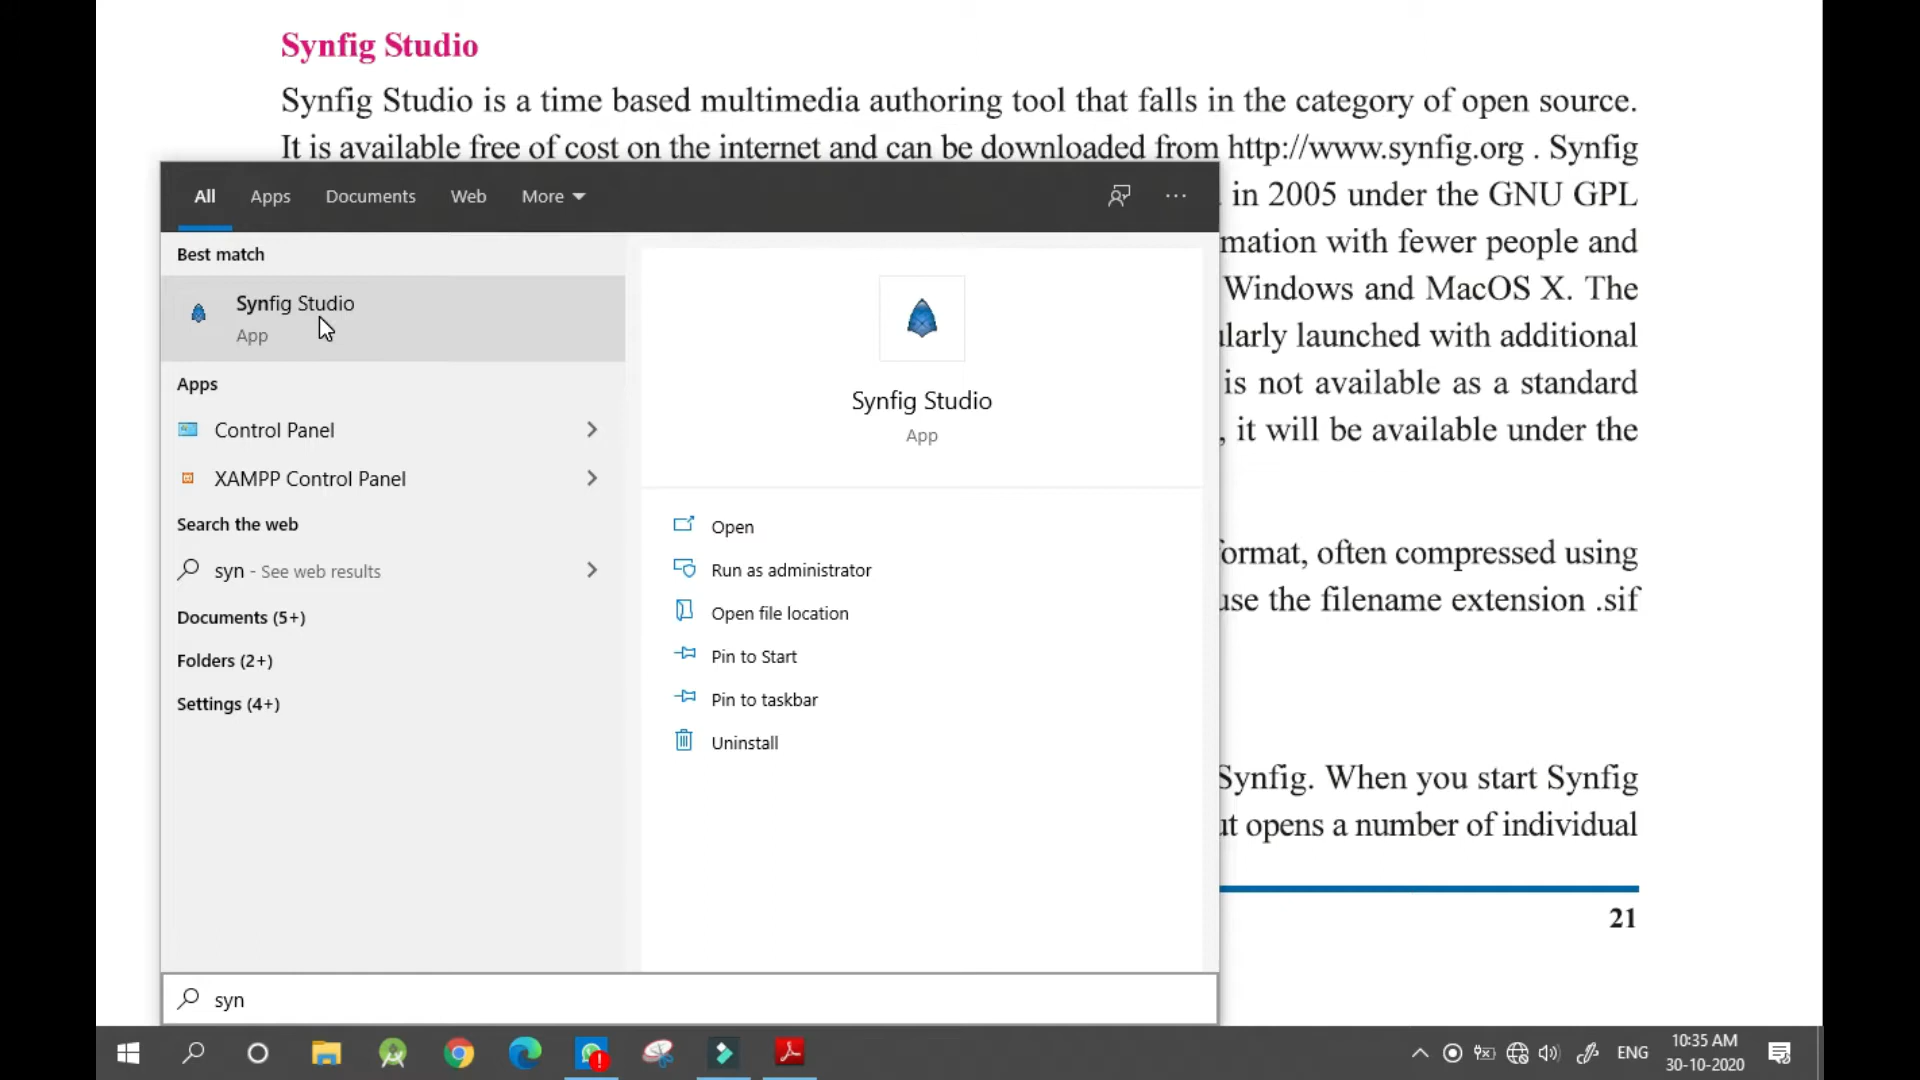 Synfig Studio
Synfig Studio is a time based multimedia authoring tool that falls in the category of open source.
It is available free of cost on the internet and can be downloaded from http://www.synfig.org . Synfig
in 2005 under the GNU GPL
mation with fewer people and
Windows and MacOS X. The
ularly launched with additional
is not available as a standard
, it will be available under the
format, often compressed using
use the filename extension .sif
Synfig. When you start Synfig
ut opens a number of individual
21
All Apps Documents Web More
Best match
Synfig Studio
App
Apps
Control Panel
XAMPP Control Panel
Search the web
syn - See web results
Documents (5+)
Folders (2+)
Settings (4+)
Synfig Studio
App
Open
Run as administrator
Open file location
Pin to Start
Pin to taskbar
Uninstall
syn
ENG
10:35 AM
30-10-2020